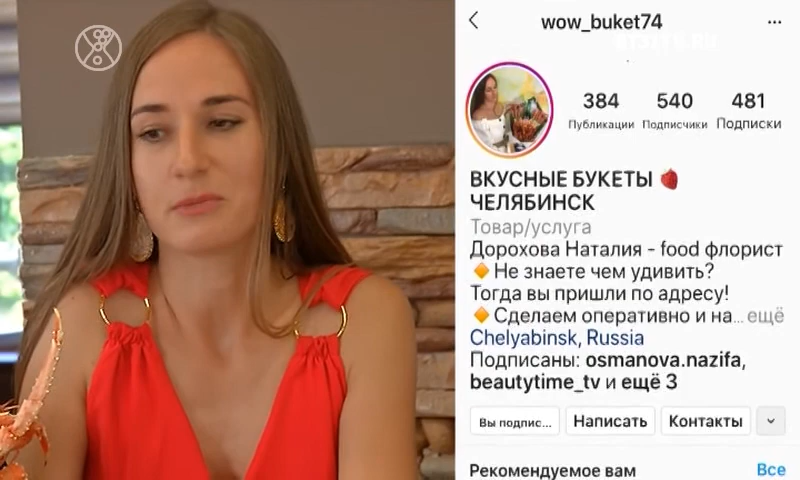 wow_buket74
384 540 481
Публикации Подписчики Подписки
ВКУСНЫЕ БУКЕТЫ 🍓
ЧЕЛЯБИНСК
Товар/услуга
Дорохова Наталия - food флорист
🔸Не знаете чем удивить?
Тогда вы пришли по адресу!
🔸Сделаем оперативно и на... ещё
Chelyabinsk, Russia
Подписаны: osmanova.nazifa,
beautytime_tv и ещё 3
Вы подпис... Написать Контакты
Рекомендуемое вам Все